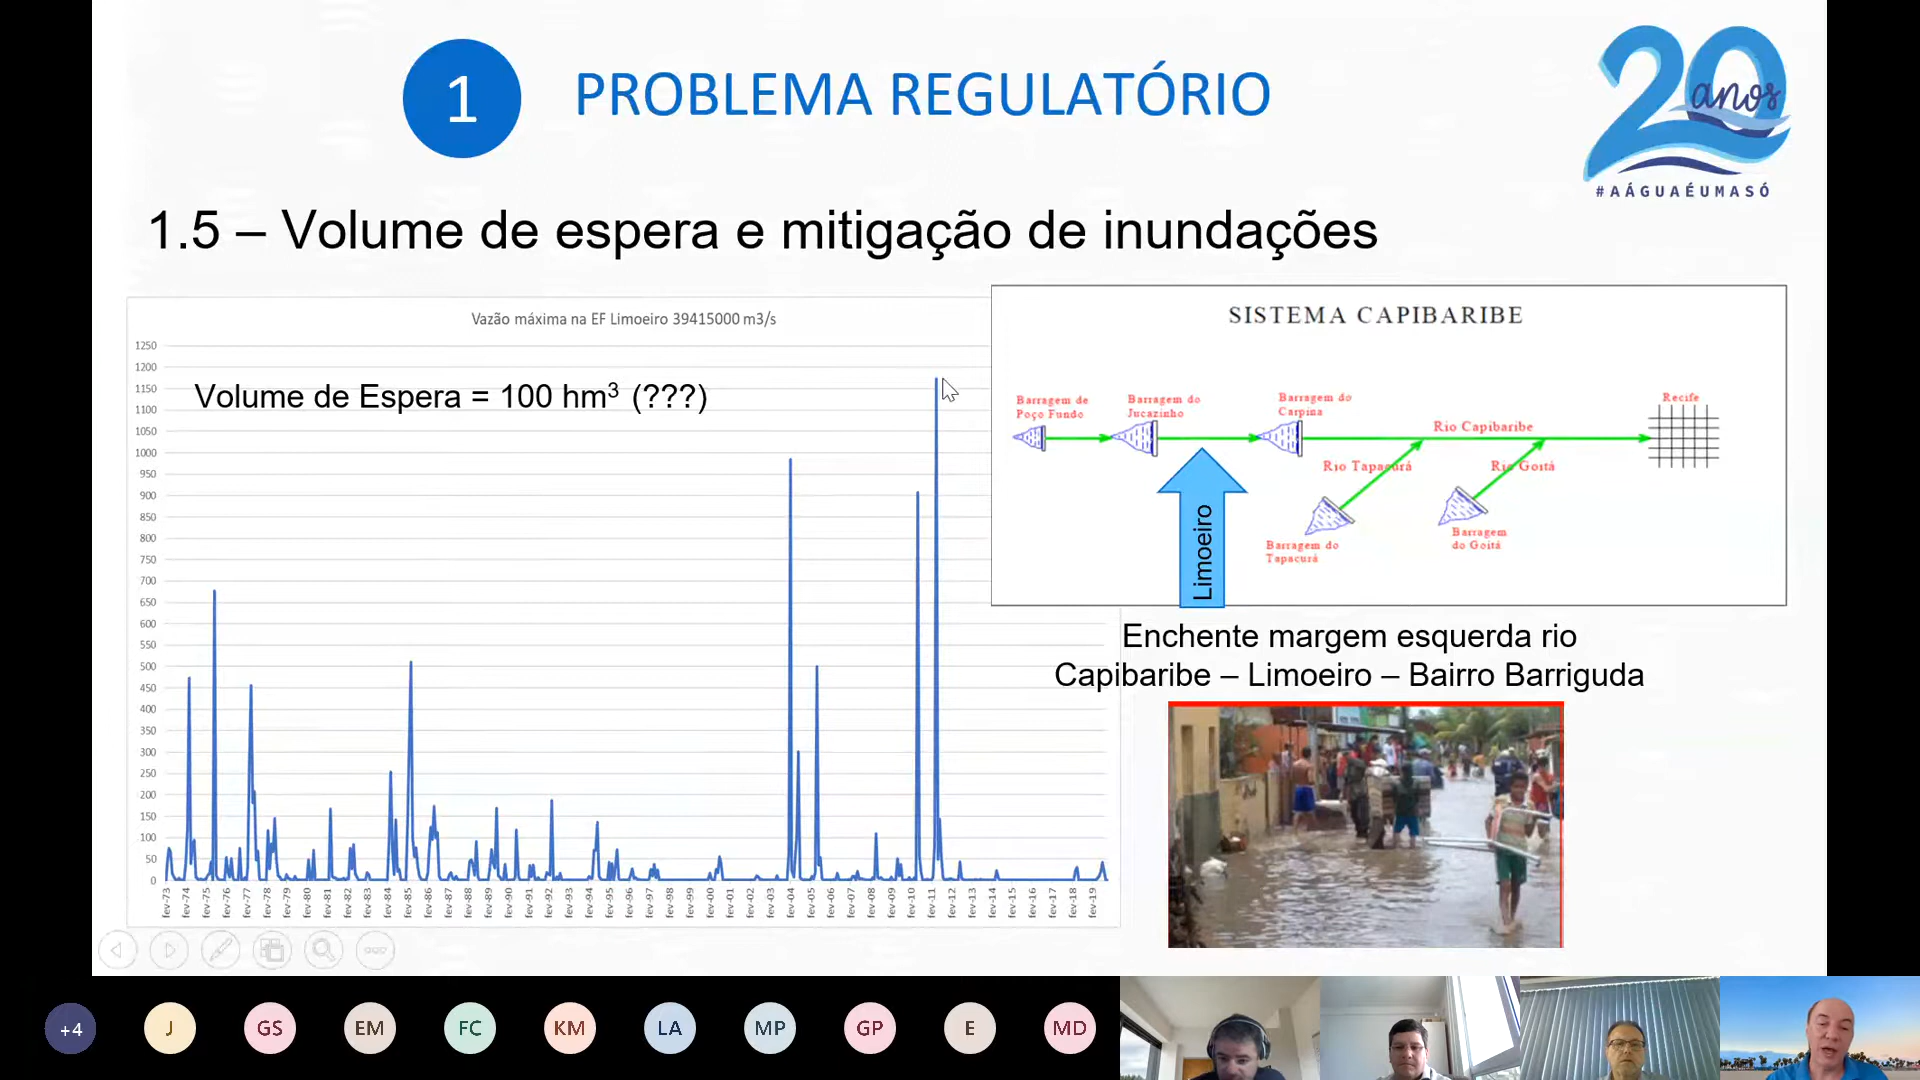 1
PROBLEMA REGULATÓRIO
20
anos
#AÁGUAÉUMASÓ
1.5 – Volume de espera e mitigação de inundações
Vazão máxima na EF Limoeiro 39415000 m3/s
Volume de Espera = 100 hm³ (???)
1250
1200
1150
1100
1050
1000
950
900
850
800
750
700
650
600
550
500
450
400
350
300
250
200
150
100
50
0
fev-73
fev-74
fev-75
fev-76
fev-77
fev-78
fev-79
fev-80
fev-81
fev-82
fev-83
fev-84
fev-85
fev-86
fev-87
fev-88
fev-89
fev-90
fev-91
fev-92
fev-93
fev-94
fev-95
fev-96
fev-97
fev-98
fev-99
fev-00
fev-01
fev-02
fev-03
fev-04
fev-05
fev-06
fev-07
fev-08
fev-09
fev-10
fev-11
fev-12
fev-13
fev-14
fev-15
fev-16
fev-17
fev-18
fev-19
SISTEMA CAPIBARIBE
Barragem de
Poço Fundo
Barragem do
Jucazinho
Barragem do
Carpina
Rio Capibaribe
Recife
Rio Tapacurá
Rio Goitá
Barragem do
Tapacurá
Barragem
do Goitá
Limoeiro
Enchente margem esquerda rio
Capibaribe – Limoeiro – Bairro Barriguda
+4
J
GS
EM
FC
KM
LA
MP
GP
E
MD